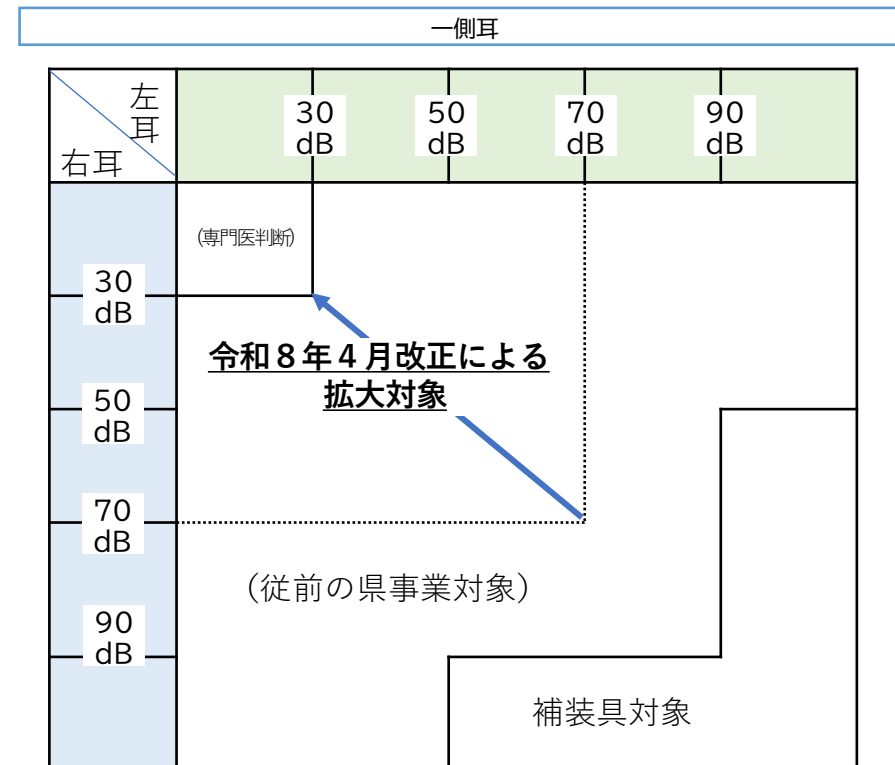 一側耳
左耳
右耳
30
dB
50
dB
70
dB
90
dB
(専門医判断)
30
dB
令和8年4月改正による
拡大対象
50
dB
70
dB
(従前の県事業対象)
90
dB
補装具対象